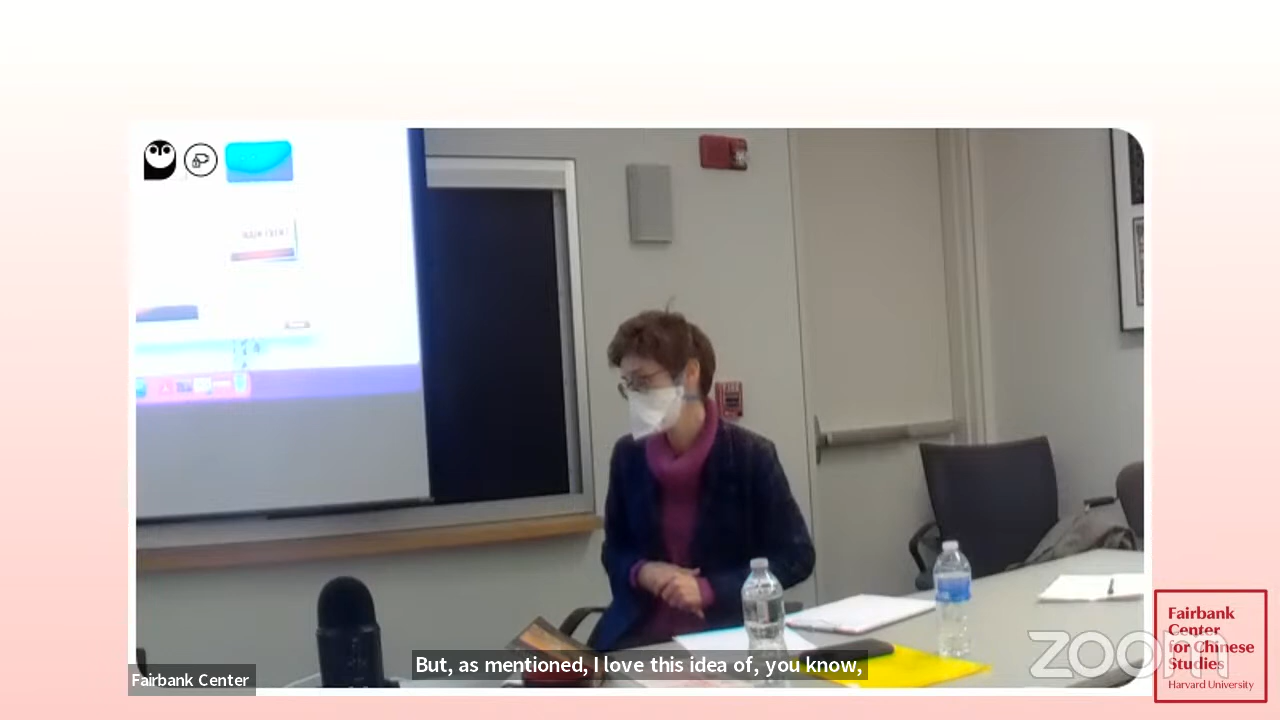 But, as mentioned, I love this idea of, you know,
Fairbank Center
zoom
Fairbank
Center
for Chinese
Studies
Harvard University